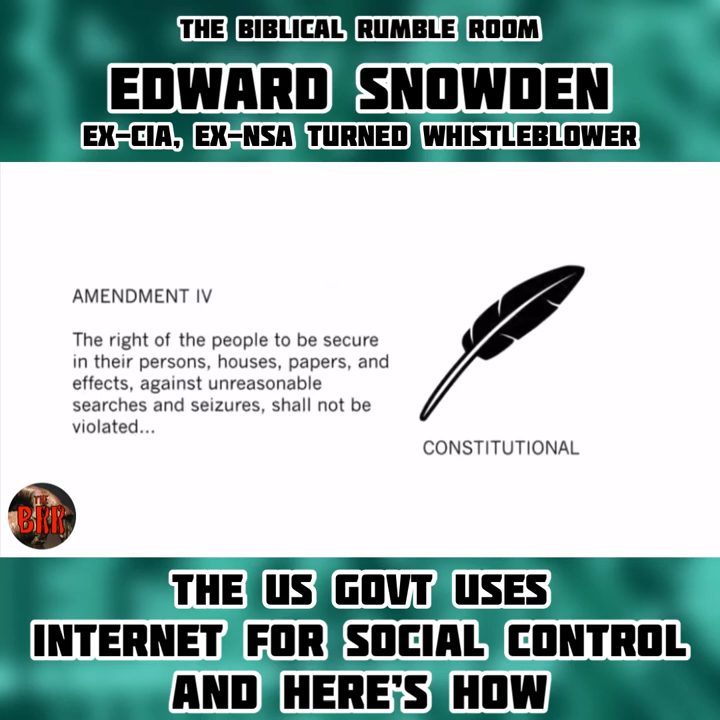 THE BIBLICAL RUMBLE ROOM
EDWARD SNOWDEN
EX-CIA, EX-NSA TURNED WHISTLEBLOWER
AMENDMENT IV
The right of the people to be secure
in their persons, houses, papers, and
effects, against unreasonable
searches and seizures, shall not be
violated...
CONSTITUTIONAL
THE
BRR
THE US GOVT USES
INTERNET FOR SOCIAL CONTROL
AND HERE'S HOW